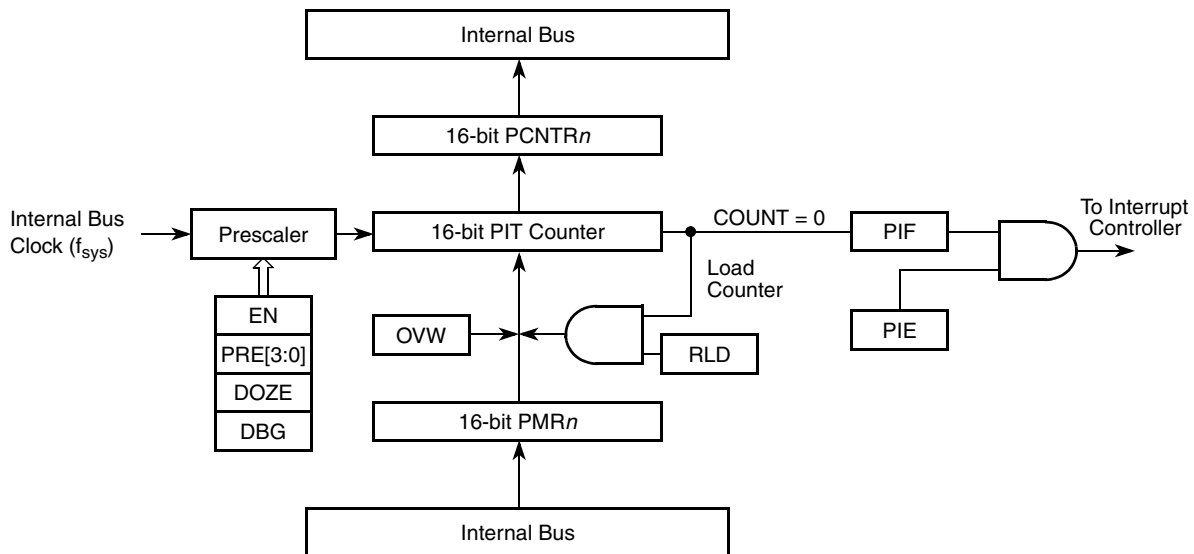 Internal Bus
16-bit PCNTRn
Internal Bus
Clock (fsys)
Prescaler
16-bit PIT Counter
COUNT = 0
PIF
To Interrupt
Controller
Load
Counter
EN
PRE[3:0]
DOZE
DBG
OVW
RLD
PIE
16-bit PMRn
Internal Bus